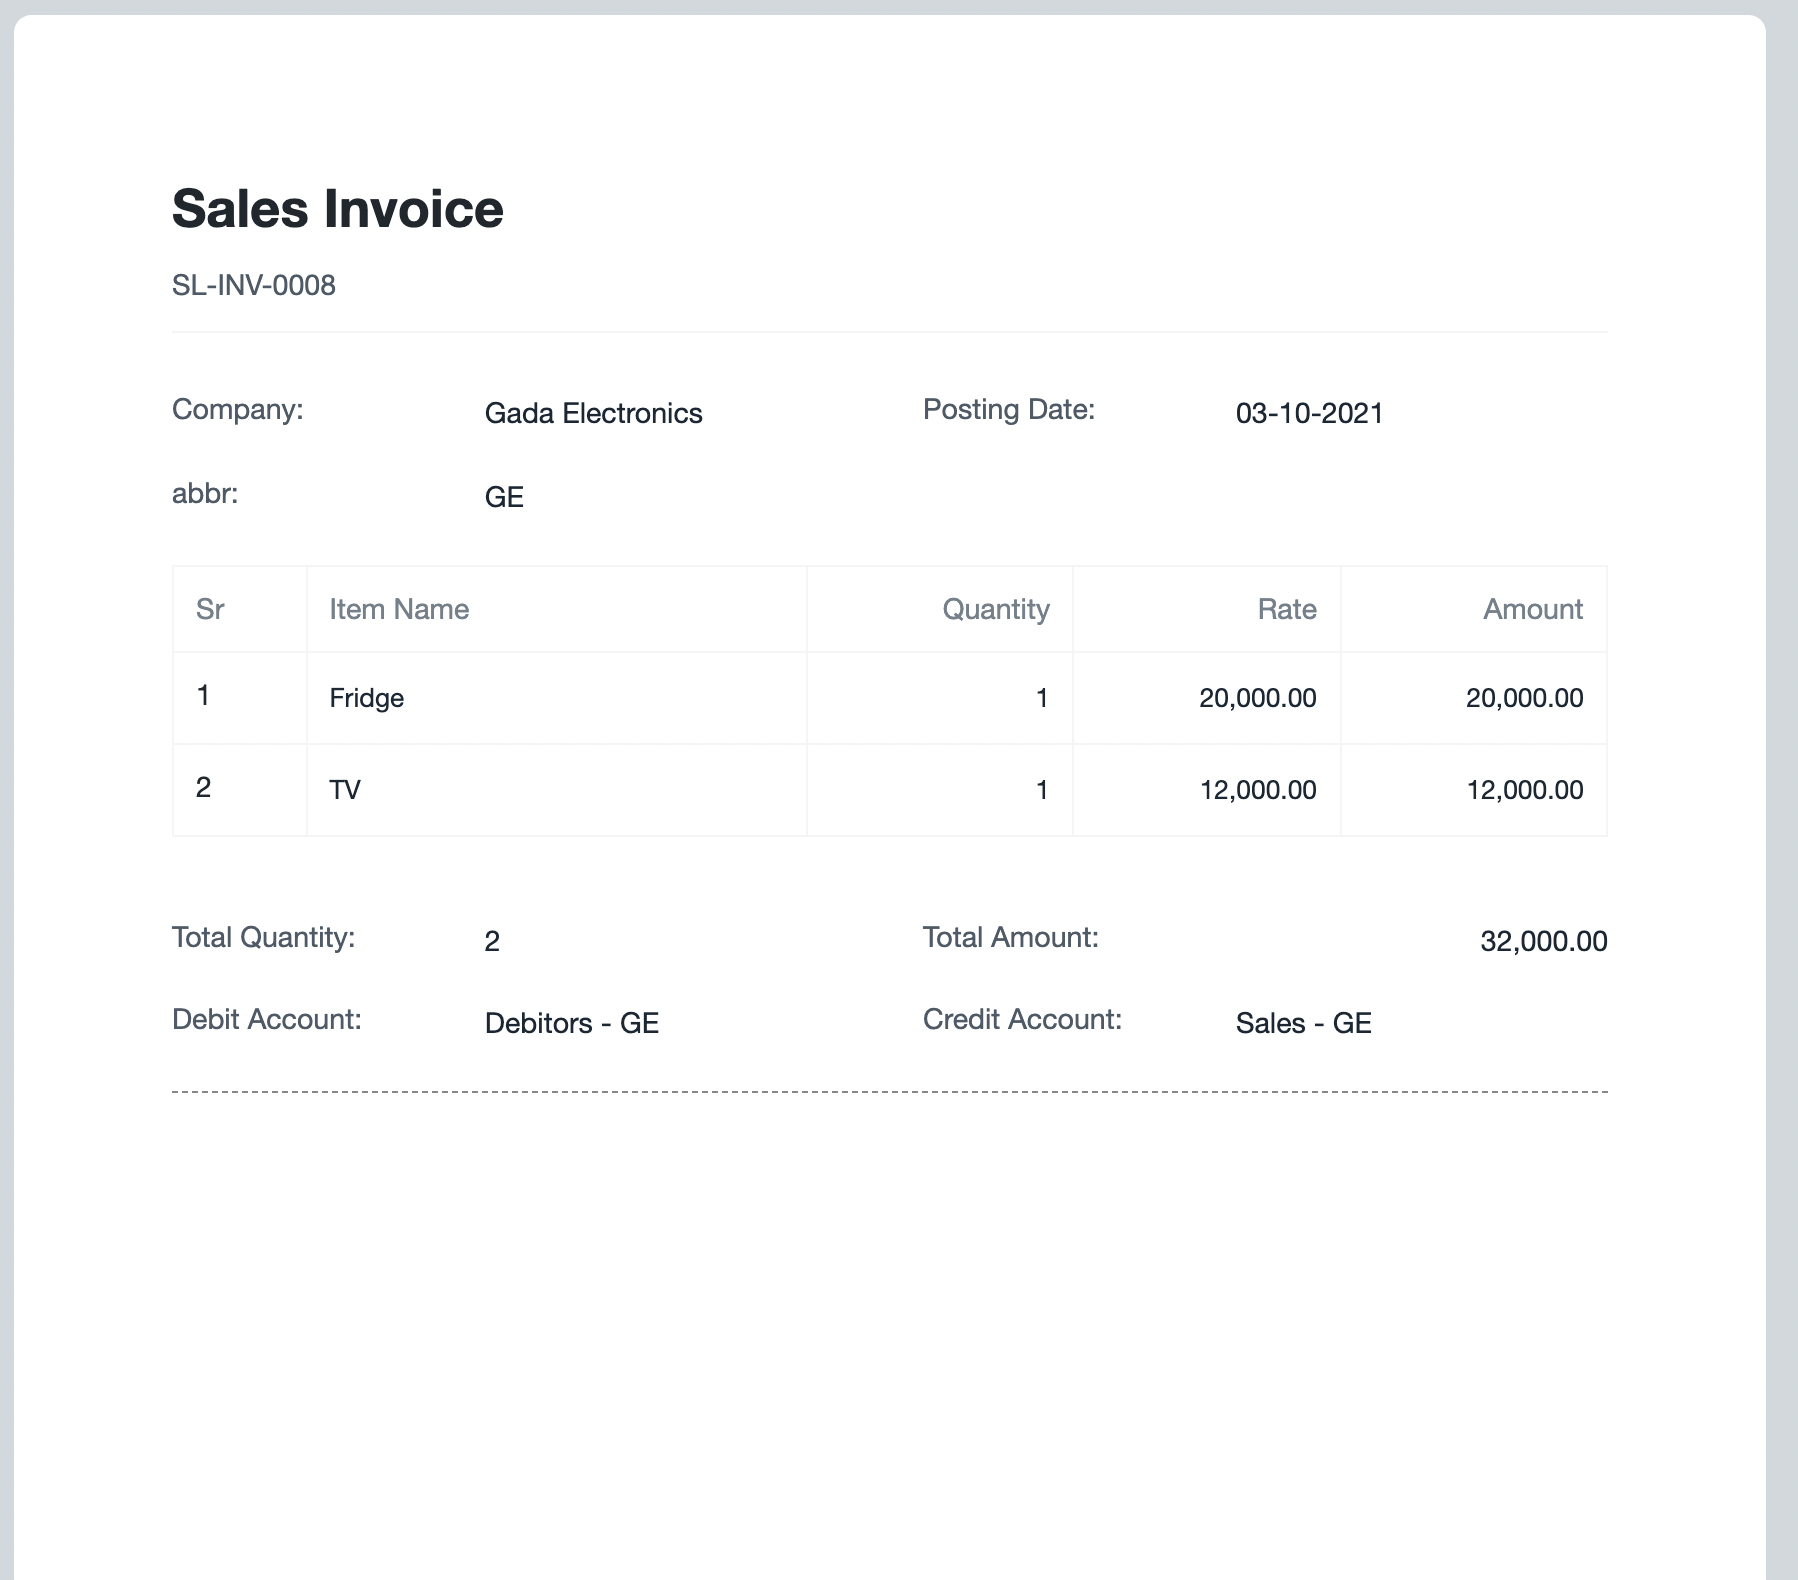 Sales Invoice
SL-INV-0008
Company: Gada Electronics Posting Date: 03-10-2021
abbr: GE
Sr Item Name Quantity Rate Amount
1 Fridge 1 20,000.00 20,000.00
2 TV 1 12,000.00 12,000.00
Total Quantity: 2 Total Amount: 32,000.00
Debit Account: Debitors - GE Credit Account: Sales - GE